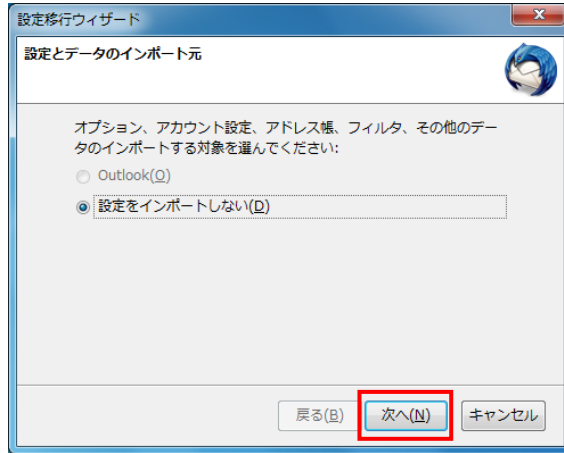 設定移行ウィザード
設定とデータのインポート元
オプション、アカウント設定、アドレス帳、フィルタ、その他のデー
タのインポートする対象を選んでください:
Outlook(O)
設定をインポートしない(D)
戻る(B) 次へ(N) キャンセル